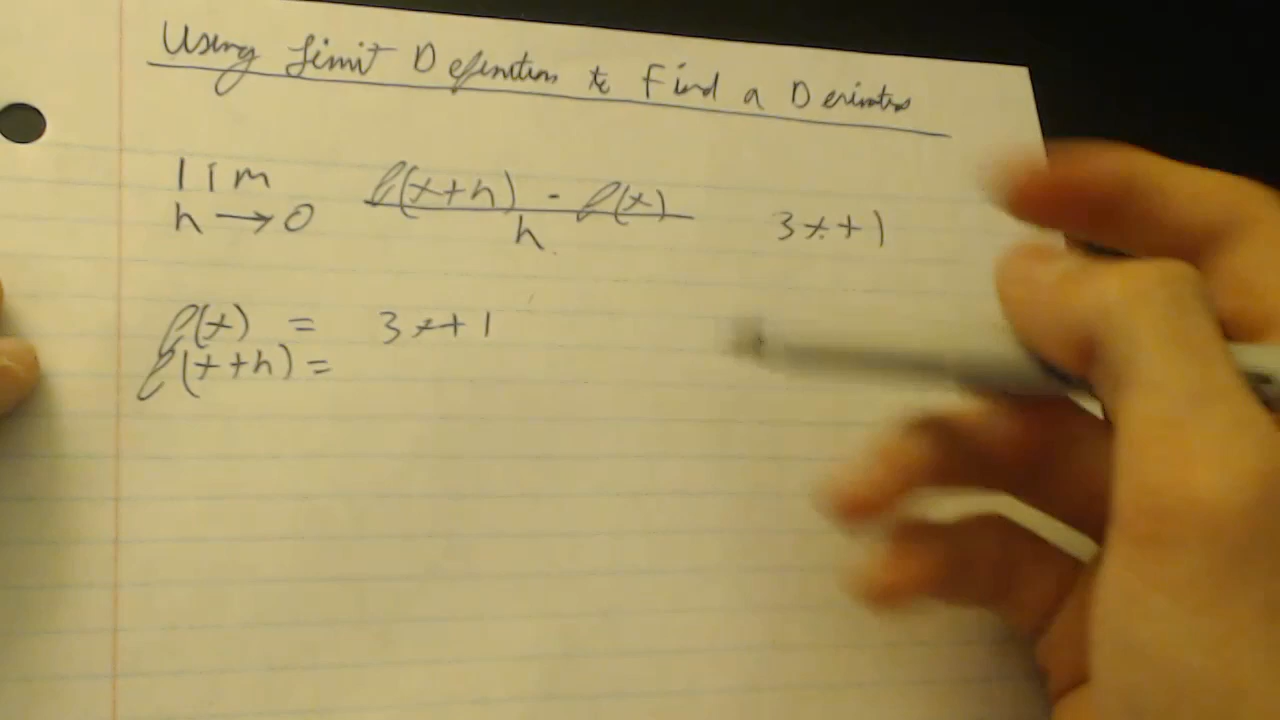 Using Limit Definition to Find a Derivative
lim h→0 f(x+h) - f(x) / h 3x+1
f(x) = 3x+1
f(x+h) =